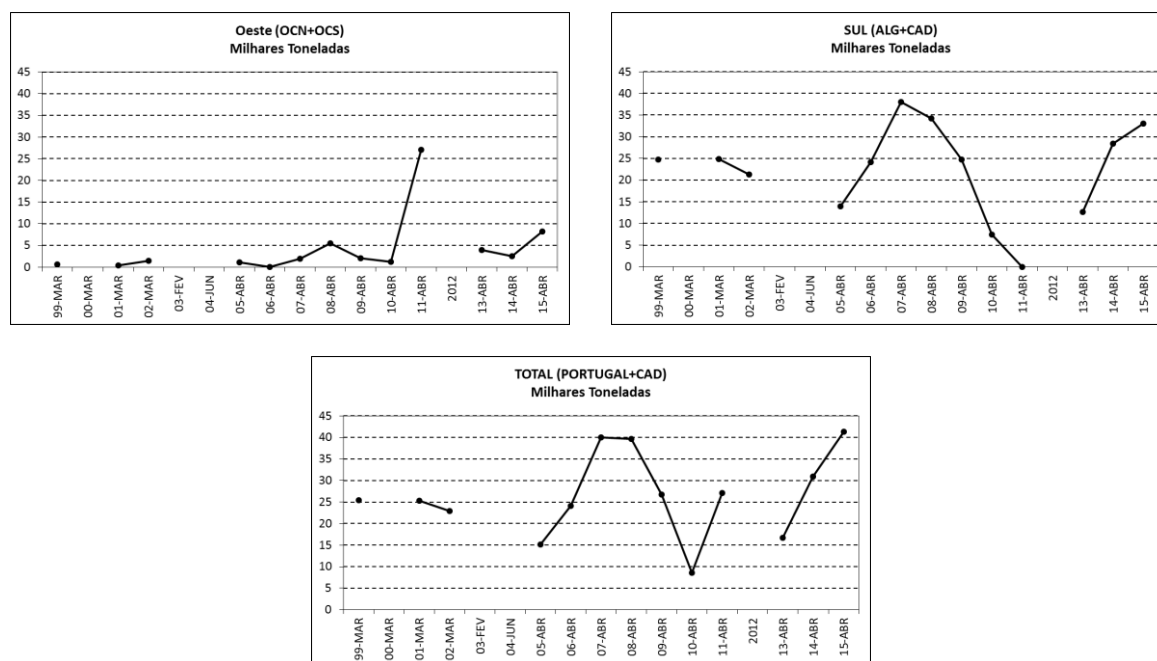 Oeste (OCN+OCS)
Milhares Toneladas
45
40
35
30
25
20
15
10
5
0
99-MAR
00-MAR
01-MAR
02-MAR
03-FEV
04-JUN
05-ABR
06-ABR
07-ABR
08-ABR
09-ABR
10-ABR
11-ABR
2012
13-ABR
14-ABR
15-ABR
SUL (ALG+CAD)
Milhares Toneladas
45
40
35
30
25
20
15
10
5
0
99-MAR
00-MAR
01-MAR
02-MAR
03-FEV
04-JUN
05-ABR
06-ABR
07-ABR
08-ABR
09-ABR
10-ABR
11-ABR
2012
13-ABR
14-ABR
15-ABR
TOTAL (PORTUGAL+CAD)
Milhares Toneladas
45
40
35
30
25
20
15
10
5
0
99-MAR
00-MAR
01-MAR
02-MAR
03-FEV
04-JUN
05-ABR
06-ABR
07-ABR
08-ABR
09-ABR
10-ABR
11-ABR
2012
13-ABR
14-ABR
15-ABR